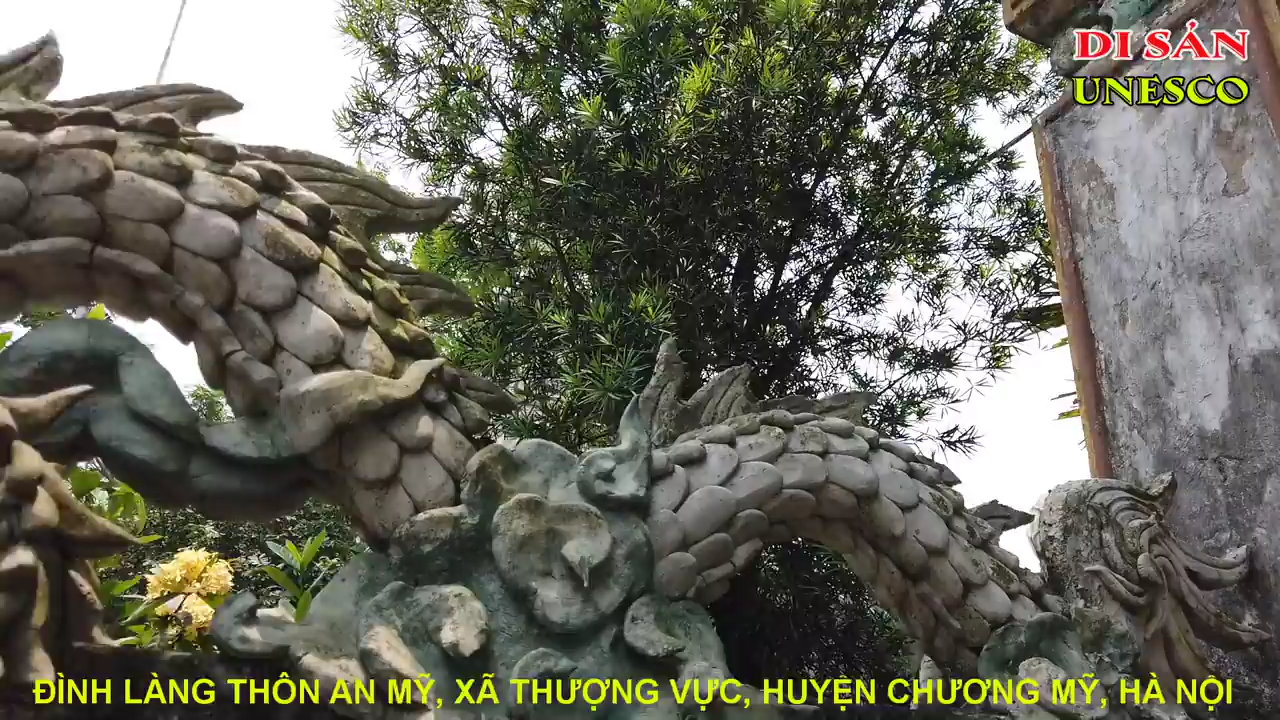 DI SẢN
UNESCO
ĐÌNH LÀNG THÔN AN MỸ, XÃ THƯỢNG VỰC, HUYỆN CHƯƠNG MỸ, HÀ NỘI